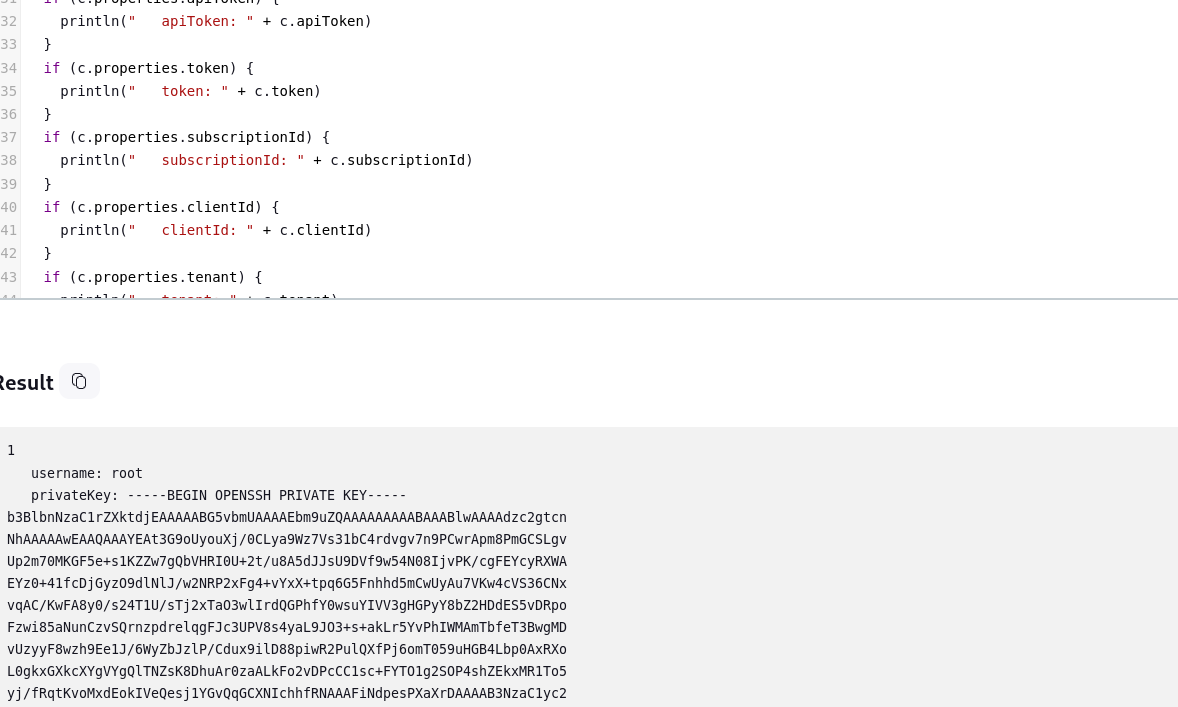 31 if (c.properties.apiToken) {
32 println("   apiToken: " + c.apiToken)
33 }
34 if (c.properties.token) {
35 println("   token: " + c.token)
36 }
37 if (c.properties.subscriptionId) {
38 println("   subscriptionId: " + c.subscriptionId)
39 }
40 if (c.properties.clientId) {
41 println("   clientId: " + c.clientId)
42 }
43 if (c.properties.tenant) {
44 println("   tenant: " + c.tenant)
Result
1
username: root
privateKey: -----BEGIN OPENSSH PRIVATE KEY-----
b3BlbnNzaC1rZXktdjEAAAAABG5vbmUAAAAEbm9uZQAAAAAAAAABAAABlwAAAAdzc2gtcn
NhAAAAAwEAAQAAAYEAt3G9oUyouXj/0CLya9Wz7Vs31bC4rdvgv7n9PCwrApm8PmGCSLgv
Up2m70MKGF5e+s1KZZw7gQbVHRI0U+2t/u8A5dJJsU9DVf9w54N08IjvPK/cgFEYcyRXWA
EYz0+41fcDjGyzO9dlNlJ/w2NRP2xFg4+vYxX+tpq6G5Fnhhd5mCwUyAu7VKw4cVS36CNx
vqAC/KwFA8y0/s24T1U/sTj2xTaO3wlIrdQGPhfY0wsuYIVV3gHGPyY8bZ2HDdES5vDRpo
Fzwi85aNunCzvSQrnzpdrelqgFJc3UPV8s4yaL9JO3+s+akLr5YvPhIWMAmTbfeT3BwgMD
vUzyyF8wzh9Ee1J/6WyZbJzlP/Cdux9ilD88piwR2PulQXfPj6omT059uHGB4Lbp0AxRXo
L0gkxGXkcXYgVYgQlTNZsK8DhuAr0zaALkFo2vDPcCC1sc+FYTO1g2SOP4shZEkxMR1To5
yj/fRqtKvoMxdEokIVeQesj1YGvQqGCXNIchhfRNAAAFiNdpesPXaXrDAAAAB3NzaC1yc2